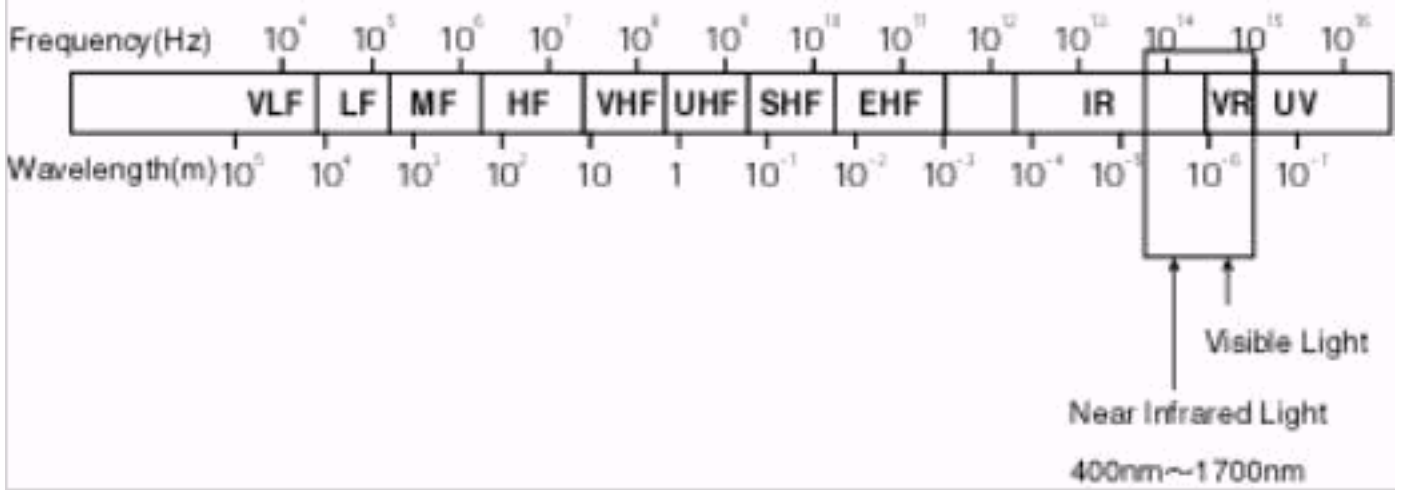 Frequency(Hz) 10⁴ 10⁵ 10⁶ 10⁷ 10⁸ 10⁹ 10¹⁰ 10¹¹ 10¹² 10¹³ 10¹⁴ 10¹⁵ 10¹⁶
VLF LF MF HF VHF UHF SHF EHF IR VR UV
Wavelength(m) 10⁵ 10⁴ 10³ 10² 10 1 10⁻¹ 10⁻² 10⁻³ 10⁻⁴ 10⁻⁵ 10⁻⁶ 10⁻⁷
Visible Light
Near Infrared Light
400nm～1700nm